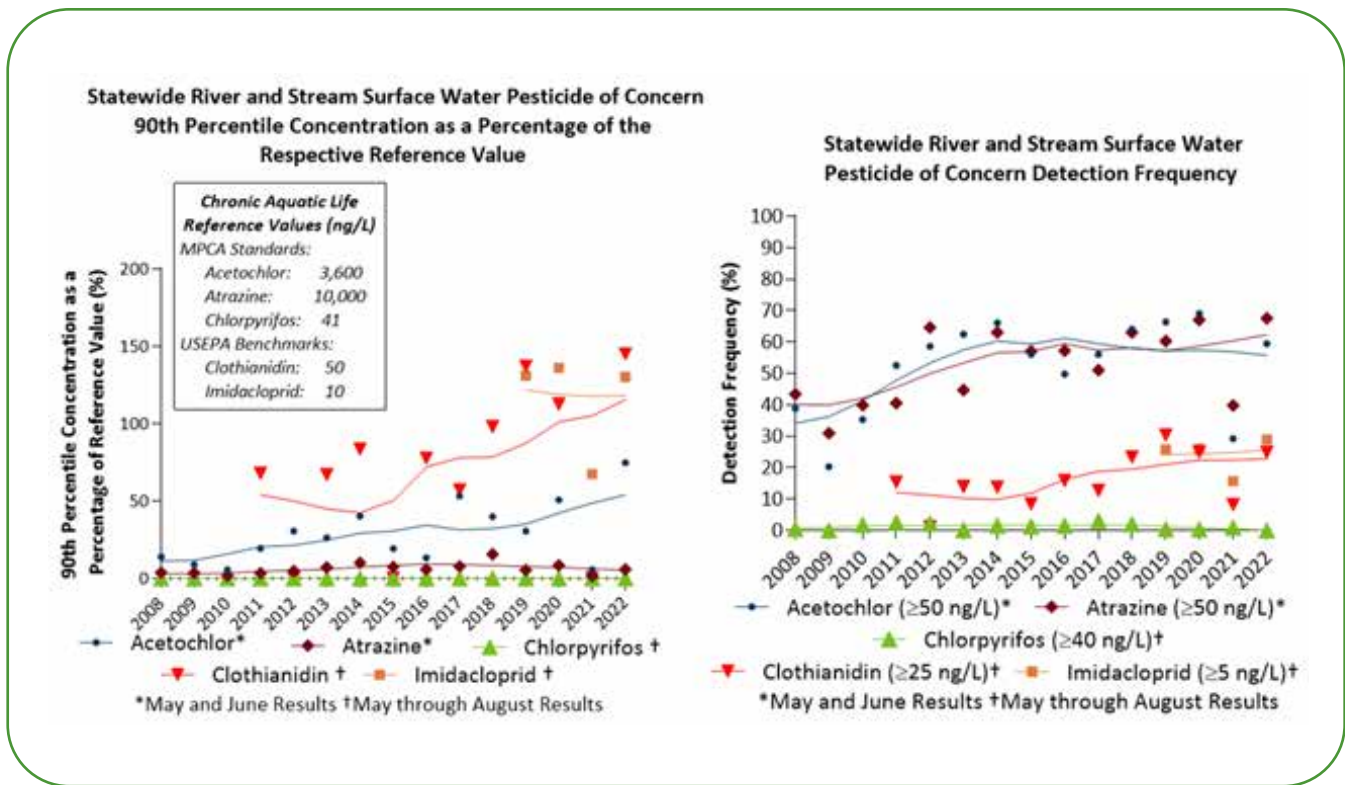 Statewide River and Stream Surface Water Pesticide of Concern
90th Percentile Concentration as a Percentage of the
Respective Reference Value
Chronic Aquatic Life
Reference Values (ng/L)
MPCA Standards:
Acetochlor: 3,600
Atrazine: 10,000
Chlorpyrifos: 41
USEPA Benchmarks:
Clothianidin: 50
Imidacloprid: 10
90th Percentile Concentration as a
Percentage of Reference Value (%)
200
150
100
50
0
2008 2009 2010 2011 2012 2013 2014 2015 2016 2017 2018 2019 2020 2021 2022
Acetochlor* Atrazine* Chlorpyrifos †
Clothianidin † Imidacloprid †
*May and June Results †May through August Results
Statewide River and Stream Surface Water
Pesticide of Concern Detection Frequency
Detection Frequency (%)
100
90
80
70
60
50
40
30
20
10
0
2008 2009 2010 2011 2012 2013 2014 2015 2016 2017 2018 2019 2020 2021 2022
Acetochlor (≥50 ng/L)* Atrazine (≥50 ng/L)*
Chlorpyrifos (≥40 ng/L)†
Clothianidin (≥25 ng/L)† Imidacloprid (≥5 ng/L)†
*May and June Results †May through August Results